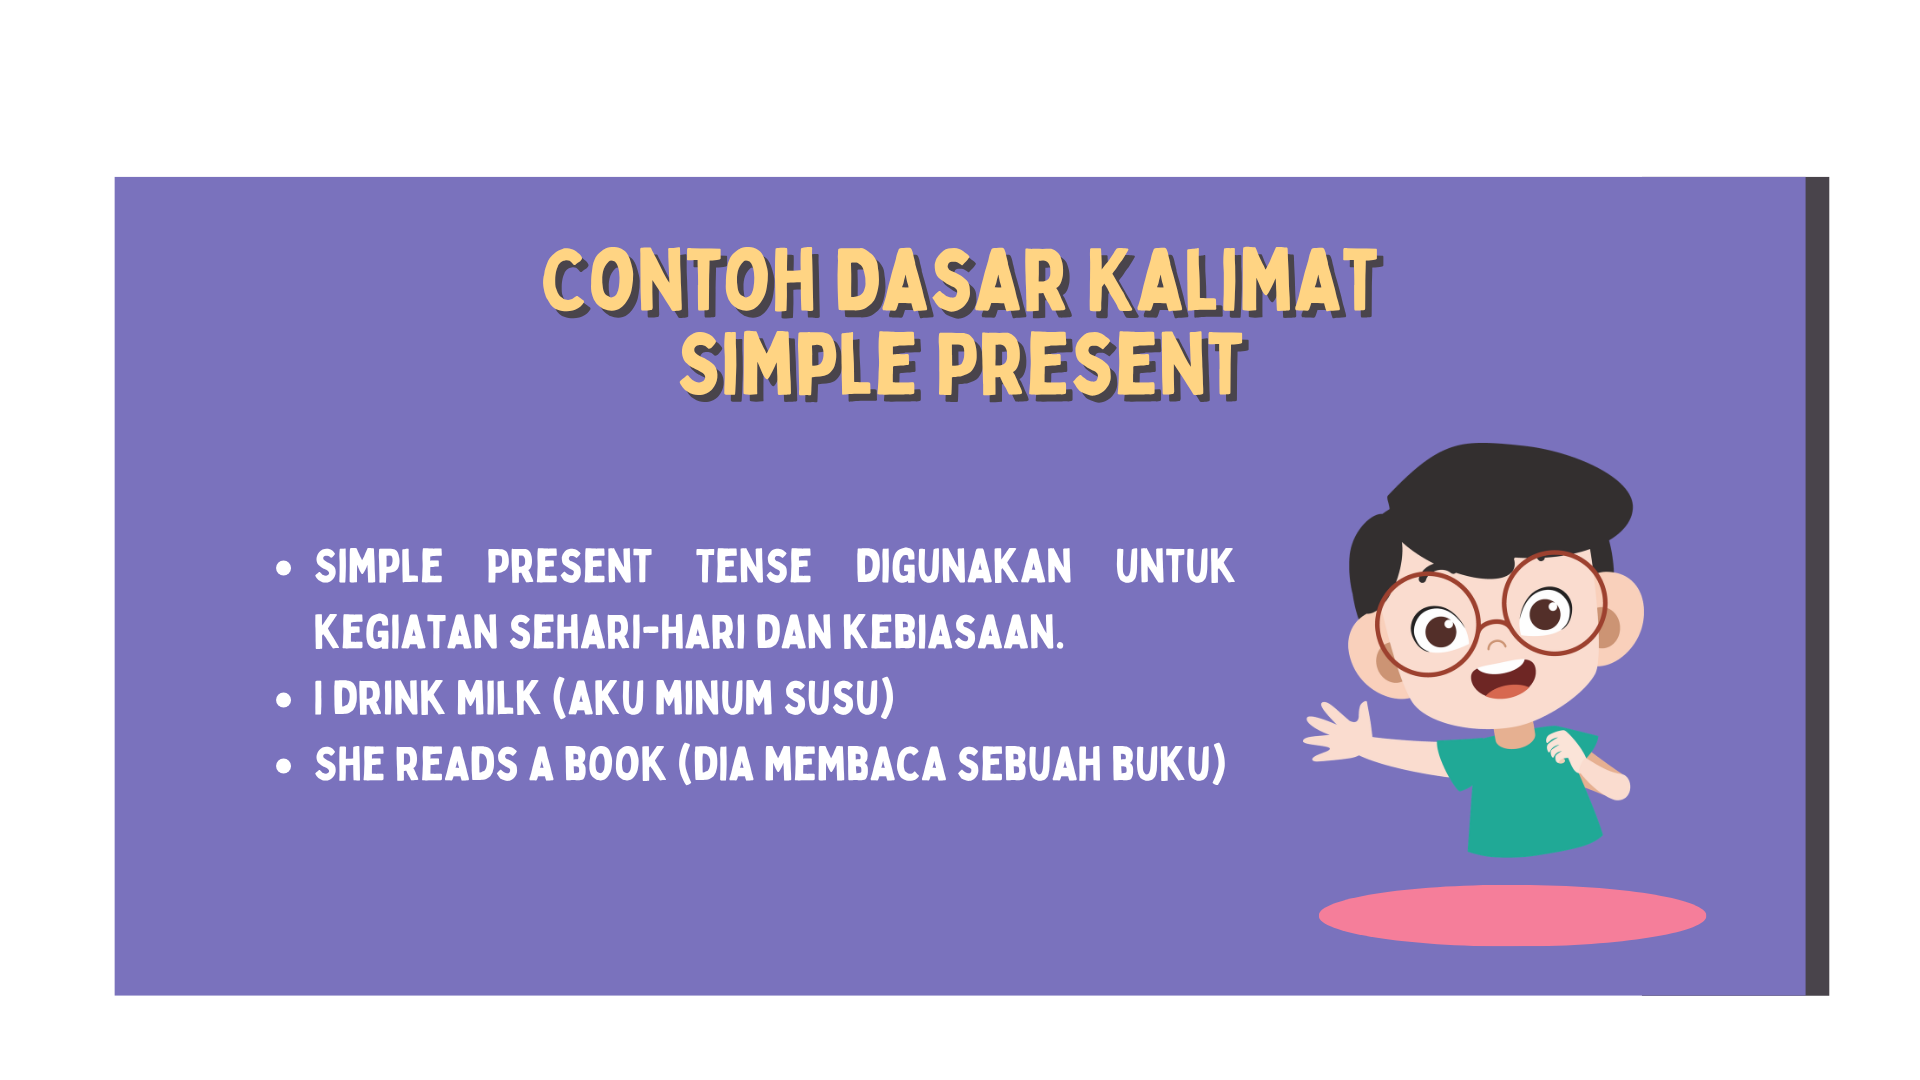 CONTOH DASAR KALIMAT
SIMPLE PRESENT
• SIMPLE PRESENT TENSE DIGUNAKAN UNTUK
KEGIATAN SEHARI-HARI DAN KEBIASAAN.
• I DRINK MILK (AKU MINUM SUSU)
• SHE READS A BOOK (DIA MEMBACA SEBUAH BUKU)